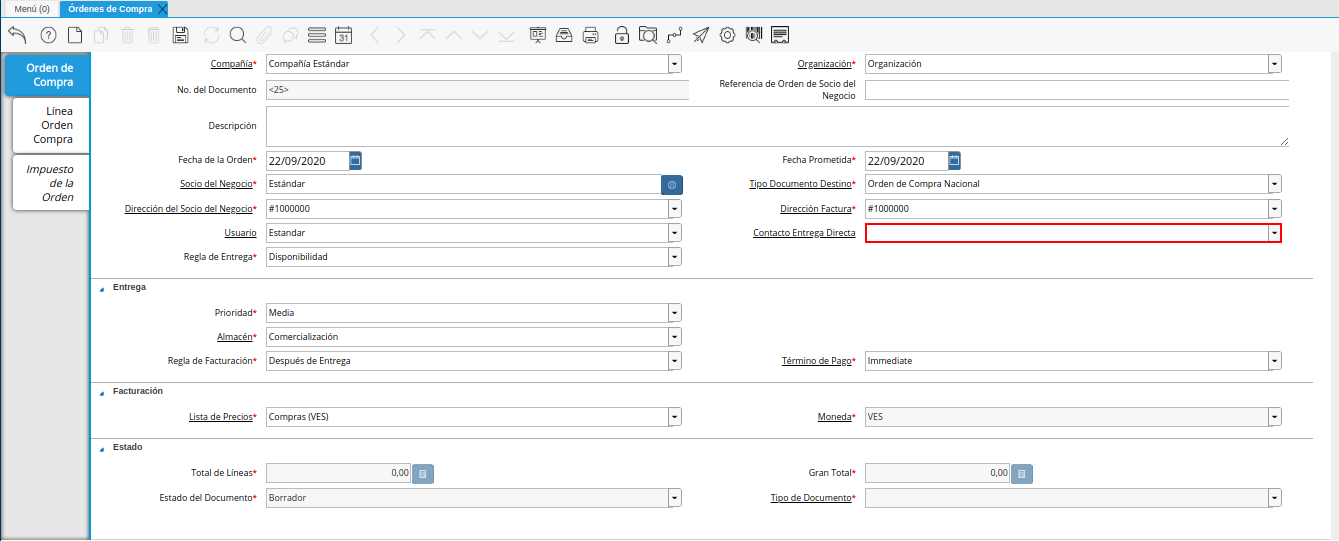 Menú (0) Órdenes de Compra
31
Orden de
Compra
Línea
Orden
Compra
Impuesto
de la
Orden
Compañía* Compañía Estándar Organización* Organización
No. del Documento <25> Referencia de Orden de Socio del
Negocio
Descripción
Fecha de la Orden* 22/09/2020 Fecha Prometida* 22/09/2020
Socio del Negocio* Estándar Tipo Documento Destino* Orden de Compra Nacional
Dirección del Socio del Negocio* #1000000 Dirección Factura* #1000000
Usuario Estandar Contacto Entrega Directa
Regla de Entrega* Disponibilidad
Entrega
Prioridad* Media
Almacén* Comercialización
Regla de Facturación* Después de Entrega Término de Pago* Immediate
Facturación
Lista de Precios* Compras (VES) Moneda* VES
Estado
Total de Líneas* 0,00 Gran Total* 0,00
Estado del Documento* Borrador Tipo de Documento*